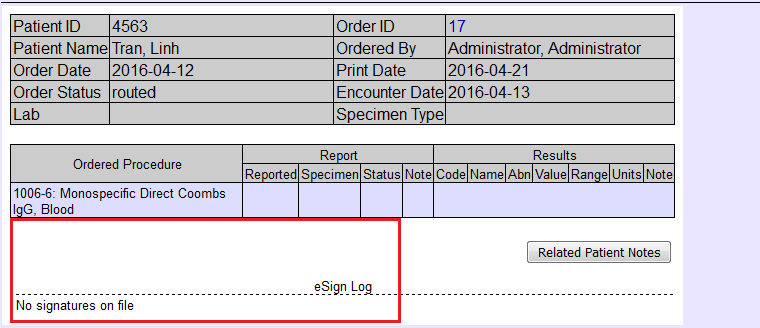 Patient ID 4563 Order ID 17
Patient Name Tran, Linh Ordered By Administrator, Administrator
Order Date 2016-04-12 Print Date 2016-04-21
Order Status routed Encounter Date 2016-04-13
Lab Specimen Type
Ordered Procedure Report Results
Reported Specimen Status Note Code Name Abn Value Range Units Note
1006-6: Monospecific Direct Coombs
IgG, Blood
Related Patient Notes
eSign Log
No signatures on file